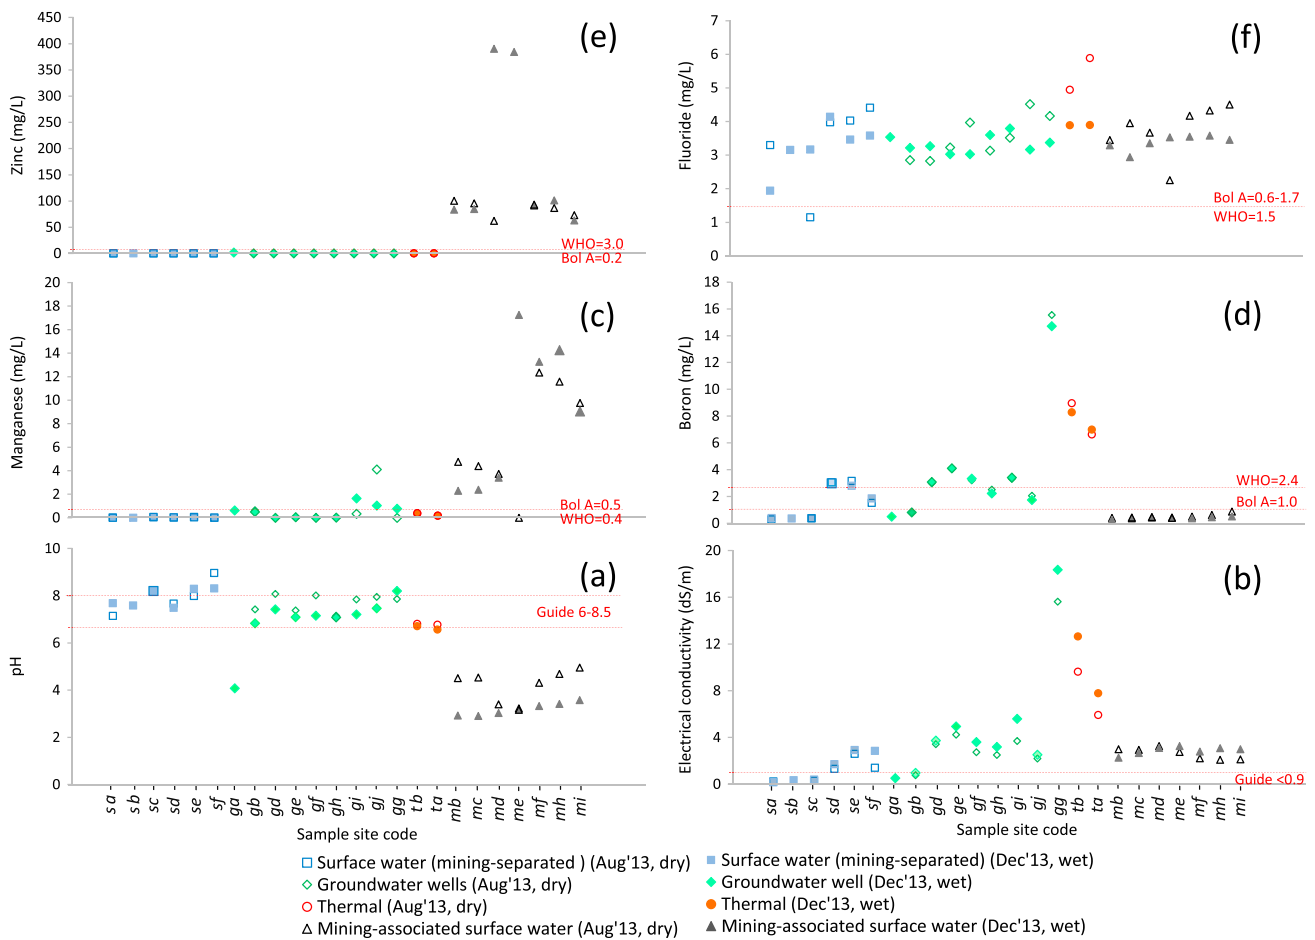 (e)
Zinc (mg/L)
450
400
350
300
250
200
150
100
50
0
WHO=3.0
Bol A=0.2
(f)
Fluoride (mg/L)
7
6
5
4
3
2
1
0
Bol A=0.6-1.7
WHO=1.5
(c)
Manganese (mg/L)
20
18
16
14
12
10
8
6
4
2
0
Bol A=0.5
WHO=0.4
(d)
Boron (mg/L)
18
16
14
12
10
8
6
4
2
0
WHO=2.4
Bol A=1.0
(a)
pH
10
8
6
4
2
0
Guide 6-8.5
sa sb sc sd se sf ga gb gd ge gf gh gi gj gg tb ta mb mc md me mf mh mi
Sample site code
(b)
Electrical conductivity (dS/m)
20
16
12
8
4
0
Guide <0.9
sa sb sc sd se sf ga gb gd ge gf gh gi gj gg tb ta mb mc md me mf mh mi
Sample site code
Surface water (mining-separated ) (Aug'13, dry)
Surface water (mining-separated) (Dec'13, wet)
Groundwater wells (Aug'13, dry)
Groundwater well (Dec'13, wet)
Thermal (Aug'13, dry)
Thermal (Dec'13, wet)
Mining-associated surface water (Aug'13, dry)
Mining-associated surface water (Dec'13, wet)